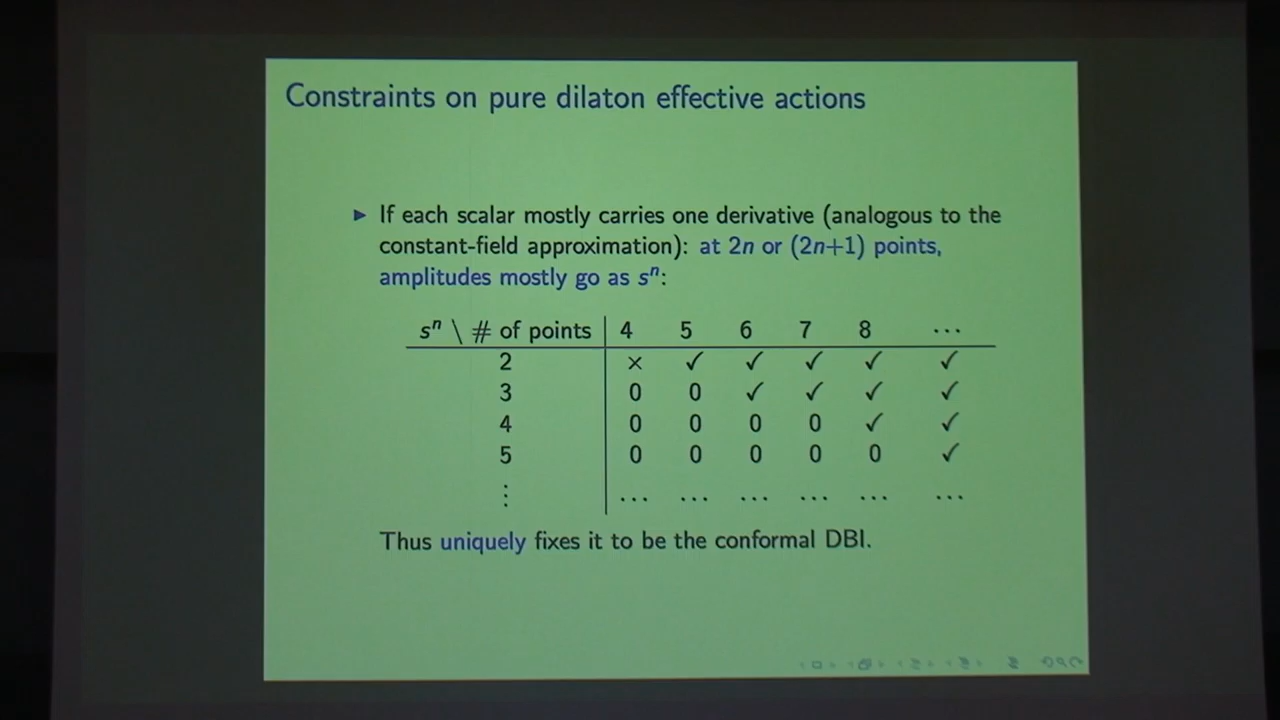 Constraints on pure dilaton effective actions
▶ If each scalar mostly carries one derivative (analogous to the
constant-field approximation): at 2n or (2n+1) points,
amplitudes mostly go as sⁿ:
sⁿ \ # of points 4 5 6 7 8 ⋯
2 × ✓ ✓ ✓ ✓ ✓
3 0 0 ✓ ✓ ✓ ✓
4 0 0 0 0 ✓ ✓
5 0 0 0 0 0 ✓
⋮ ⋯ ⋯ ⋯ ⋯ ⋯ ⋯
Thus uniquely fixes it to be the conformal DBI.